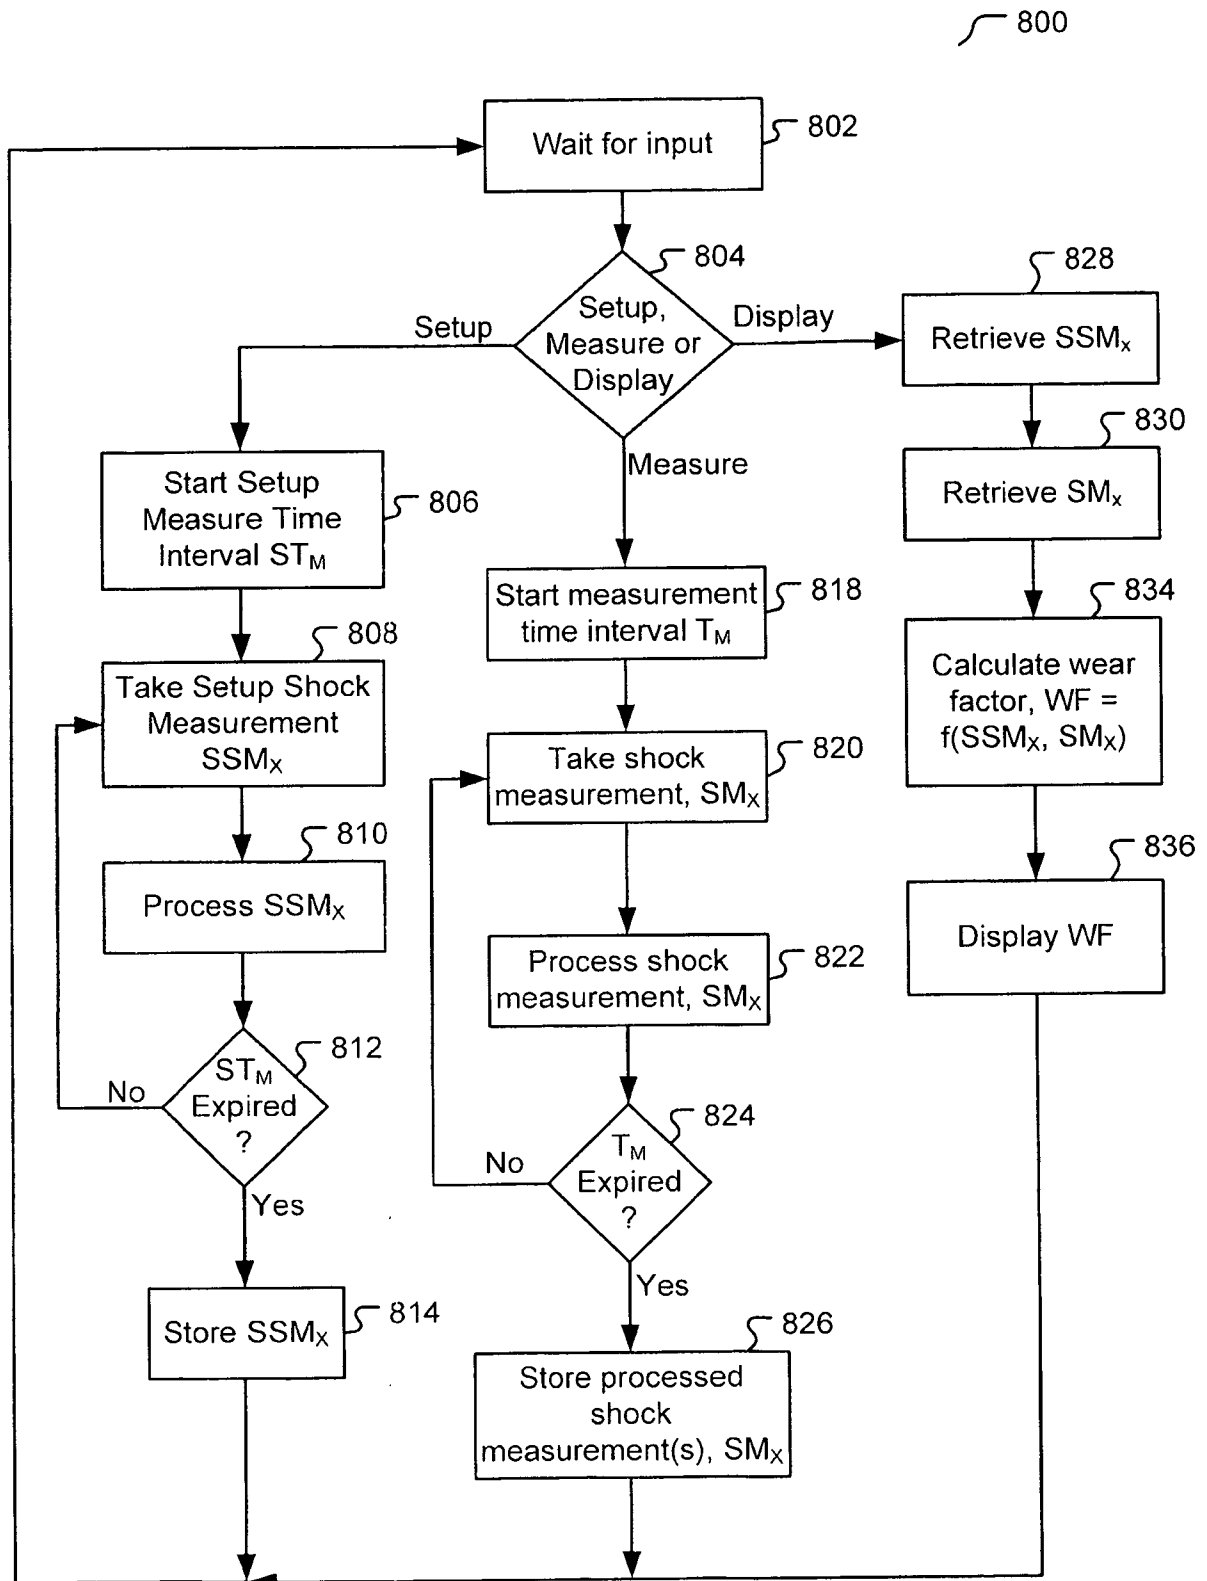 800
Wait for input
802
804
Setup,
Measure or
Display
Setup
Display
Measure
828
Retrieve SSMx
830
Retrieve SMx
834
Calculate wear
factor, WF =
f(SSMX, SMX)
836
Display WF
Start Setup
Measure Time
Interval STM
806
808
Take Setup Shock
Measurement
SSMX
810
Process SSMX
812
STM
Expired
?
No
Yes
Store SSMX
814
Start measurement
time interval TM
818
Take shock
measurement, SMX
820
Process shock
measurement, SMX
822
824
TM
Expired
?
No
Yes
826
Store processed
shock
measurement(s), SMX